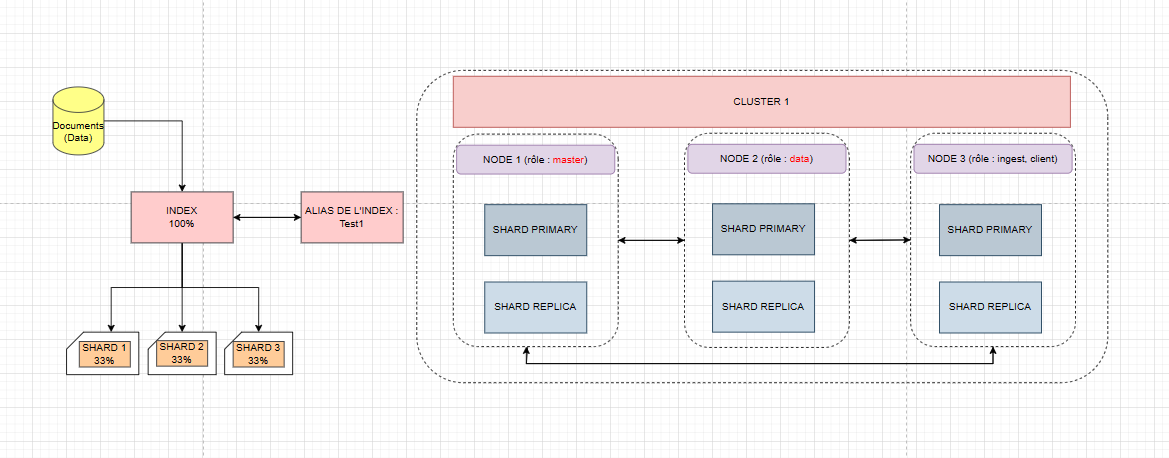 Documents
(Data)
INDEX
100%
ALIAS DE L'INDEX :
Test1
SHARD 1
33%
SHARD 2
33%
SHARD 3
33%
CLUSTER 1
NODE 1 (rôle : master)
SHARD PRIMARY
SHARD REPLICA
NODE 2 (rôle : data)
SHARD PRIMARY
SHARD REPLICA
NODE 3 (rôle : ingest, client)
SHARD PRIMARY
SHARD REPLICA